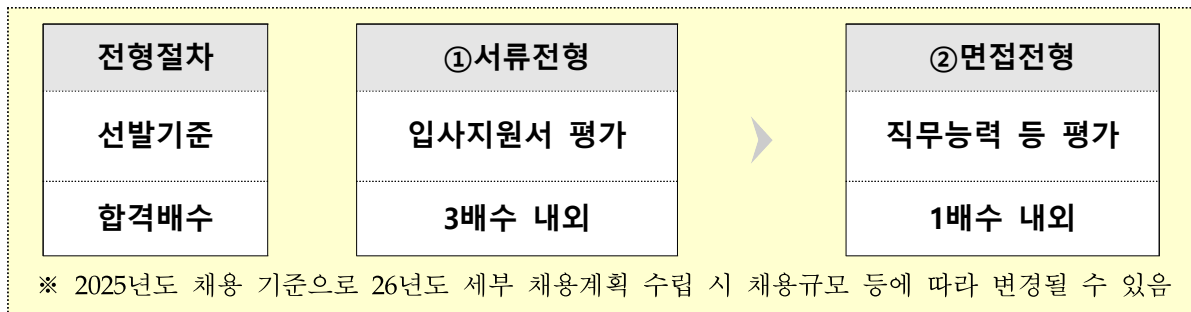 전형절차 ①서류전형 ②면접전형
선발기준 입사지원서 평가 직무능력 등 평가
합격배수 3배수 내외 1배수 내외
※ 2025년도 채용 기준으로 26년도 세부 채용계획 수립 시 채용규모 등에 따라 변경될 수 있음